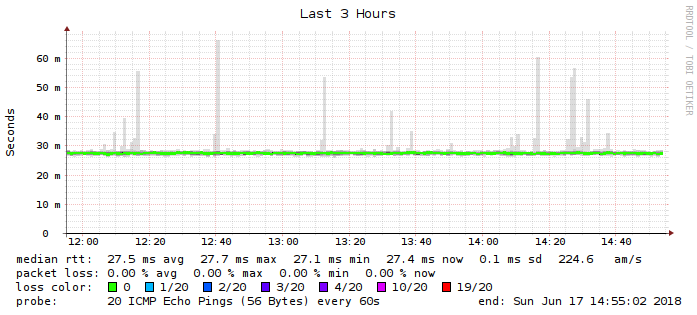 Last 3 Hours
RRDTOOL / TOBI OETIKER
Seconds
60 m
50 m
40 m
30 m
20 m
10 m
0
12:00 12:20 12:40 13:00 13:20 13:40 14:00 14:20 14:40
median rtt: 27.5 ms avg 27.7 ms max 27.1 ms min 27.4 ms now 0.1 ms sd 224.6 am/s
packet loss: 0.00 % avg 0.00 % max 0.00 % min 0.00 % now
loss color: 0 1/20 2/20 3/20 4/20 10/20 19/20
probe: 20 ICMP Echo Pings (56 Bytes) every 60s end: Sun Jun 17 14:55:02 2018